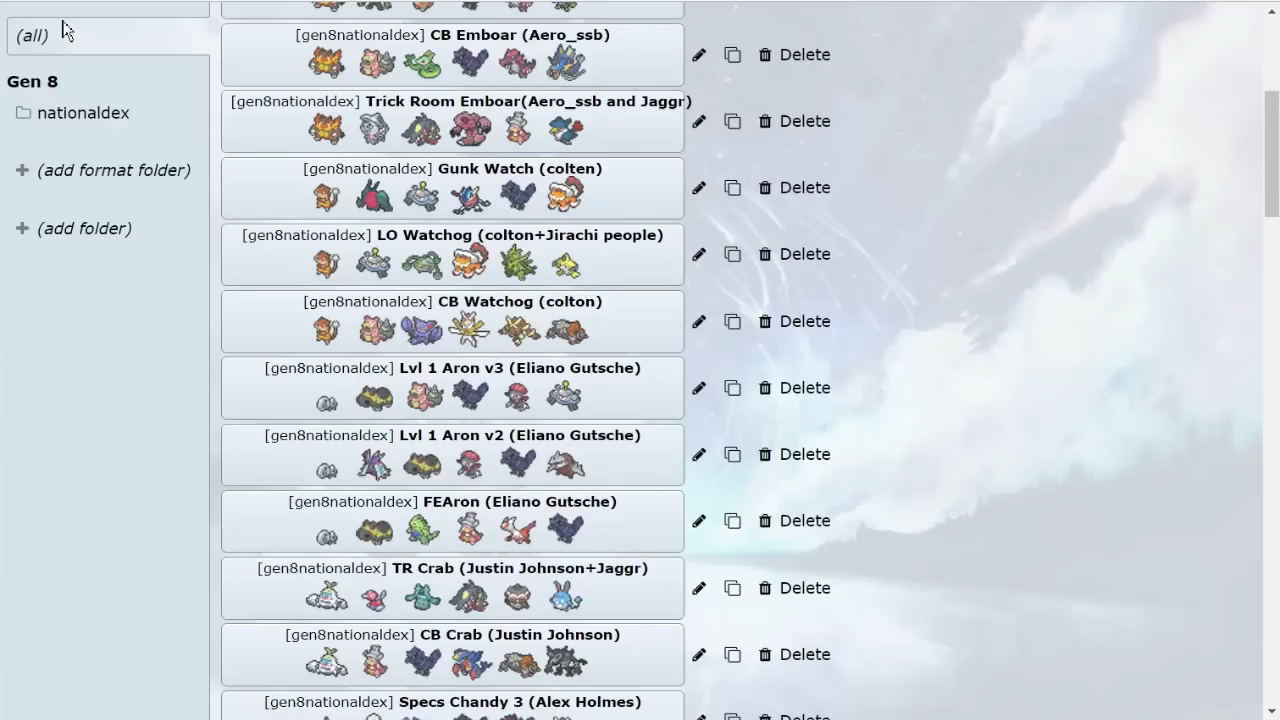 (all)
Gen 8
nationaldex
(add format folder)
(add folder)
[gen8nationaldex] CB Emboar (Aero_ssb)
Delete
[gen8nationaldex] Trick Room Emboar(Aero_ssb and Jaggr)
Delete
[gen8nationaldex] Gunk Watch (colten)
Delete
[gen8nationaldex] LO Watchog (colton+Jirachi people)
Delete
[gen8nationaldex] CB Watchog (colton)
Delete
[gen8nationaldex] Lvl 1 Aron v3 (Eliano Gutsche)
Delete
[gen8nationaldex] Lvl 1 Aron v2 (Eliano Gutsche)
Delete
[gen8nationaldex] FEAron (Eliano Gutsche)
Delete
[gen8nationaldex] TR Crab (Justin Johnson+Jaggr)
Delete
[gen8nationaldex] CB Crab (Justin Johnson)
Delete
[gen8nationaldex] Specs Chandy 3 (Alex Holmes)
Delete